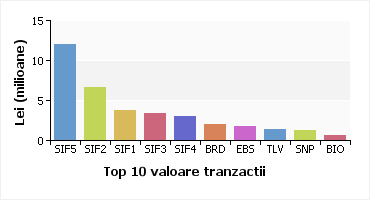 Lei (milioane)
15
10
5
0
SIF5 SIF2 SIF1 SIF3 SIF4 BRD EBS TLV SNP BIO
Top 10 valoare tranzactii